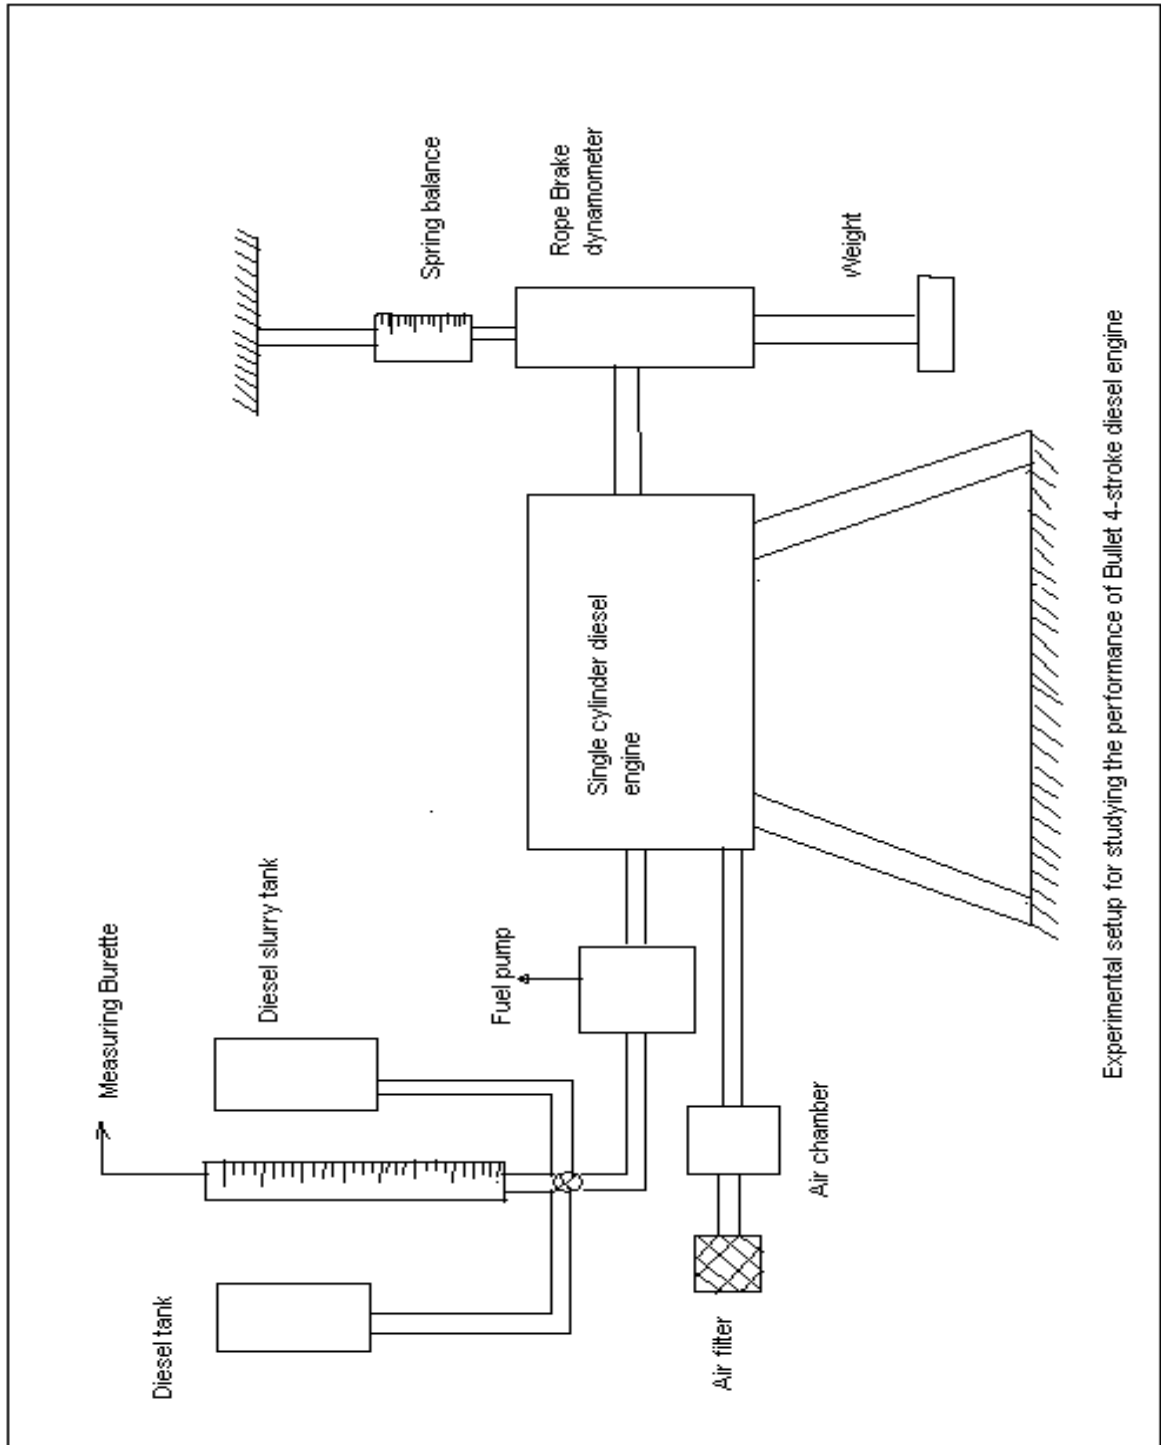 Measuring Burette
Diesel tank
Diesel slurry tank
Spring balance
Fuel pump
Rope Brake
dynamometer
Single cylinder diesel
engine
Air filter
Air chamber
Weight
Experimental setup for studying the performance of Bullet 4-stroke diesel engine